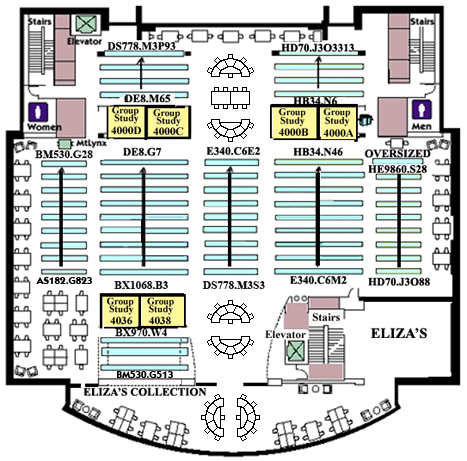 Stairs
Elevator
DS778.M3P93
HD70.J3O3313
Stairs
DE8.M65
HB34.N6
Group
Study
4000D
Group
Study
4000C
Group
Study
4000B
Group
Study
4000A
Women
Men
MtLynx
BM530.G28
DE8.G7
E340.C6E2
HB34.N46
OVERSIZED
HE9860.S28
AS182.G823
BX1068.B3
DS778.M3S3
E340.C6M2
HD70.J3O88
Group
Study
4036
Group
Study
4038
Stairs
Elevator
ELIZA'S
BX970.W4
BM530.G513
ELIZA'S COLLECTION